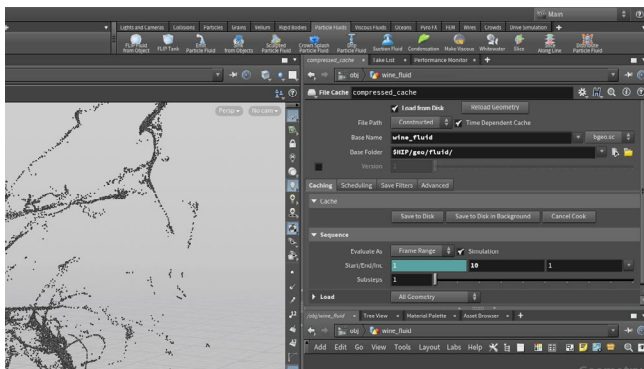 Main
Lights and Cameras Collisions Particles Grains Vellum Rigid Bodies Particle Fluids Viscous Fluids Oceans Pyro FX FEM Wires Crowds Drive Simulation +
FLIP Fluid from Object FLIP Tank Emit Particle Fluid Sink from Objects Sculpted Particle Fluid Crown Splash Particle Fluid Drip Particle Fluid Suction Fluid Condensation Make Viscous Whitewater Slice Slice Along Line Distribute Particle Fluid
compressed_cache × Take List × Performance Monitor × +
obj wine_fluid
File Cache compressed_cache
Persp No cam
Load from Disk Reload Geometry
File Path Constructed Time Dependent Cache
Base Name wine_fluid bgeo.sc
Base Folder $HIP/geo/fluid/
Version
Caching Scheduling Save Filters Advanced
Cache
Save to Disk Save to Disk in Background Cancel Cook
Sequence
Evaluate As Frame Range Simulation
Start/End/Inc 1 10 1
Substeps 1
Load All Geometry
/obj/wine_fluid × Tree View × Material Palette × Asset Browser × +
obj wine_fluid
Add Edit Go View Tools Layout Labs Help